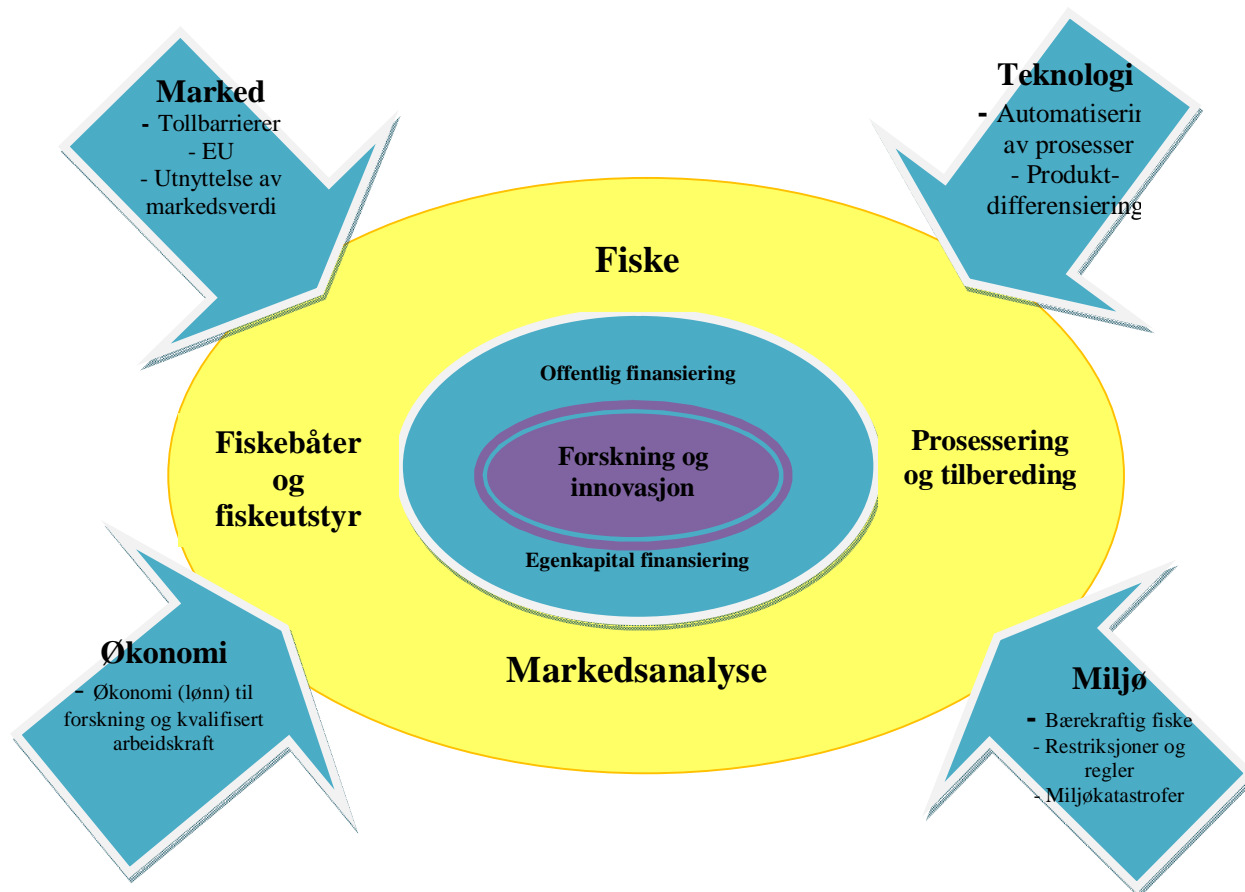 Marked
- Tollbarrierer
- EU
- Utnyttelse av
markedsverdi
Teknologi
- Automatiserin
av prosesser
- Produkt-
differensiering
Fiske
Offentlig finansiering
Fiskebåter
og
fiskeutstyr
Forskning og
innovasjon
Prosessering
og tilbereding
Egenkapital finansiering
Markedsanalyse
Økonomi
- Økonomi (lønn) til
forskning og kvalifisert
arbeidskraft
Miljø
- Bærekraftig fiske
- Restriksjoner og
regler
- Miljøkatastrofer